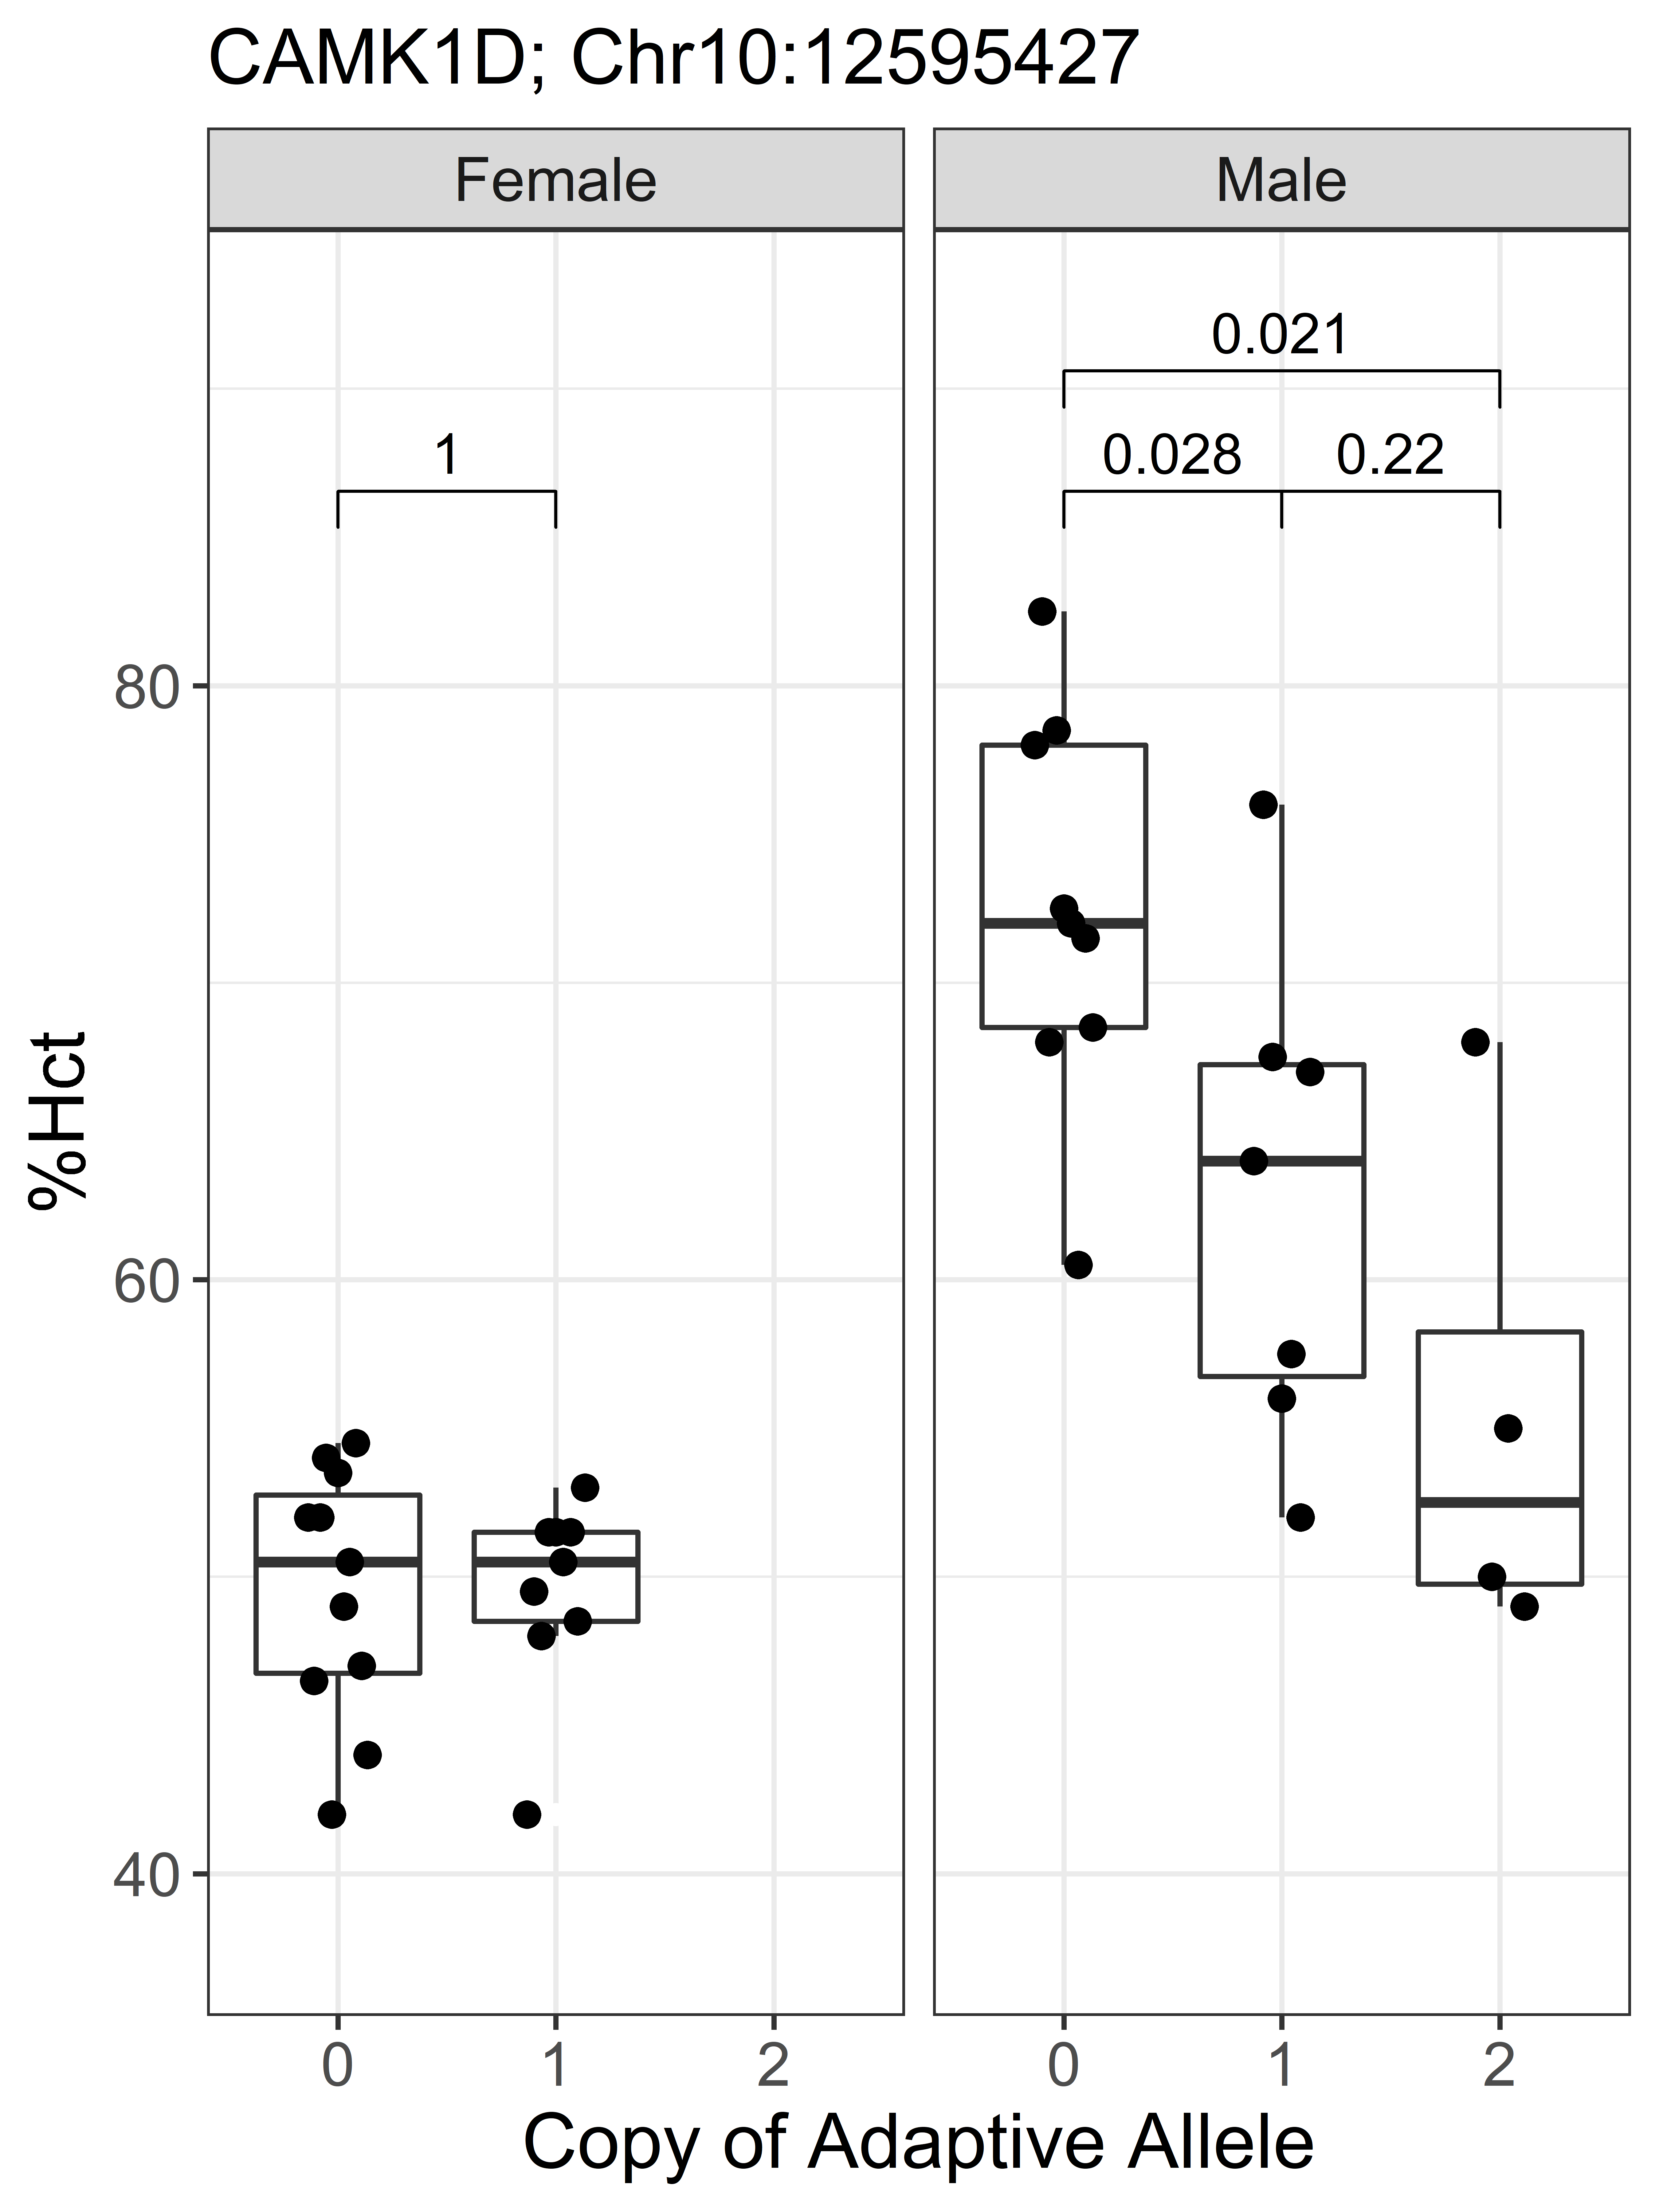 CAMK1D; Chr10:12595427
Female
Male
0.021
1
0.028
0.22
80
60
40
%Hct
0 1 2
0 1 2
Copy of Adaptive Allele